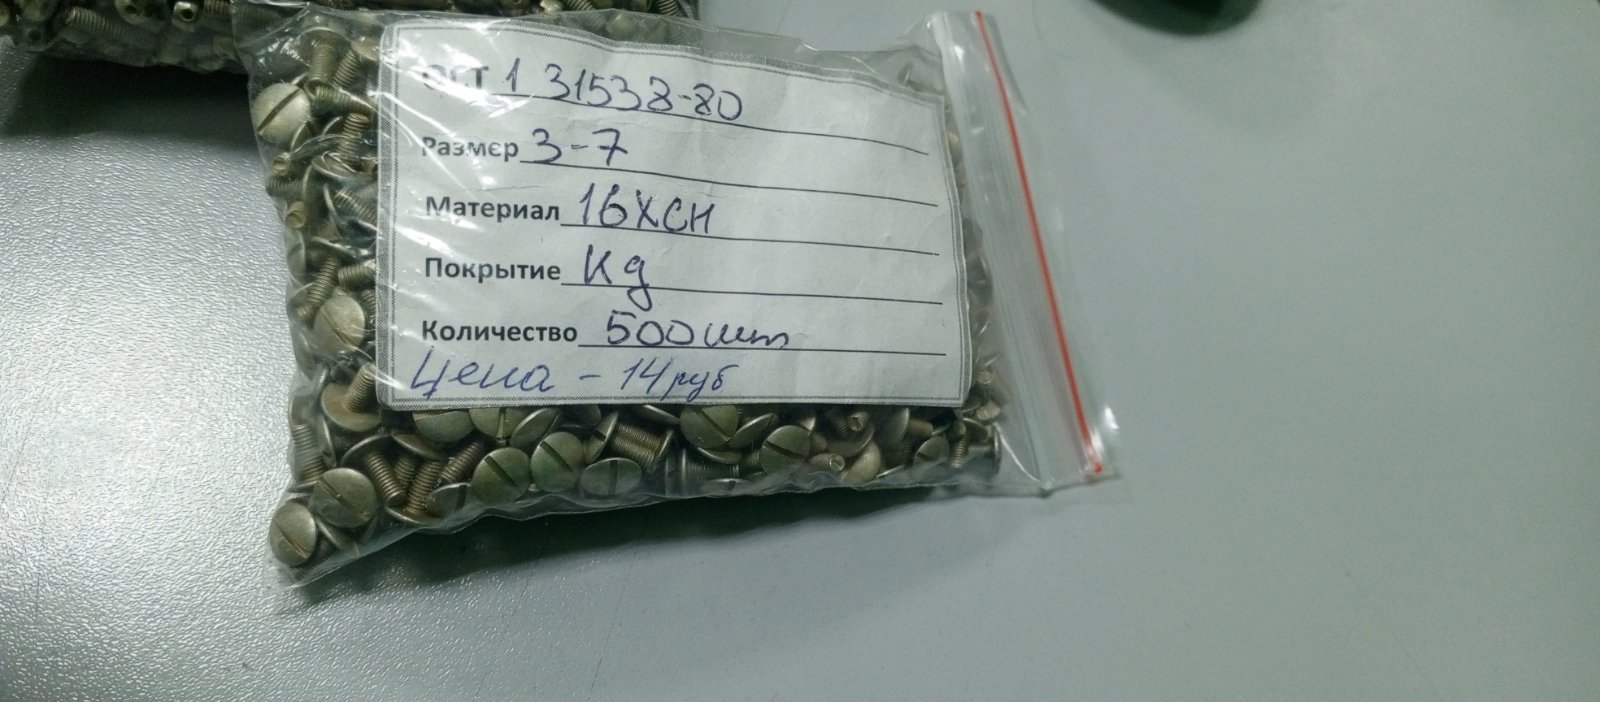 ОСТ 1 31538-80
Размер 3-7
Материал 16ХСН
Покрытие Кд
Количество 500 шт
Цена - 14 руб